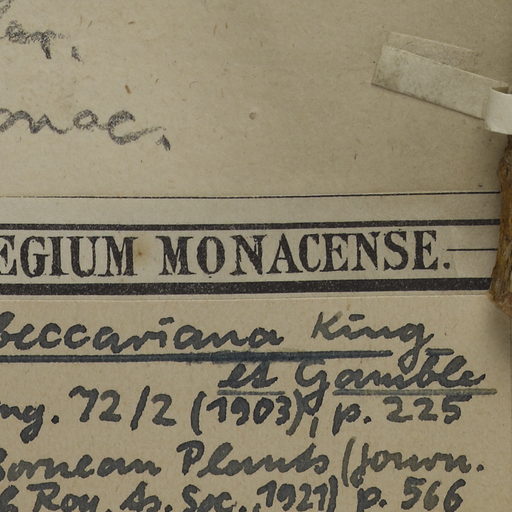 EGIUM MONACENSE.
beccariana King
et Gamble
ng. 72/2 (1903), p. 225
Bornean Plants (Journ.
Roy. As. Soc., 1921) p. 566